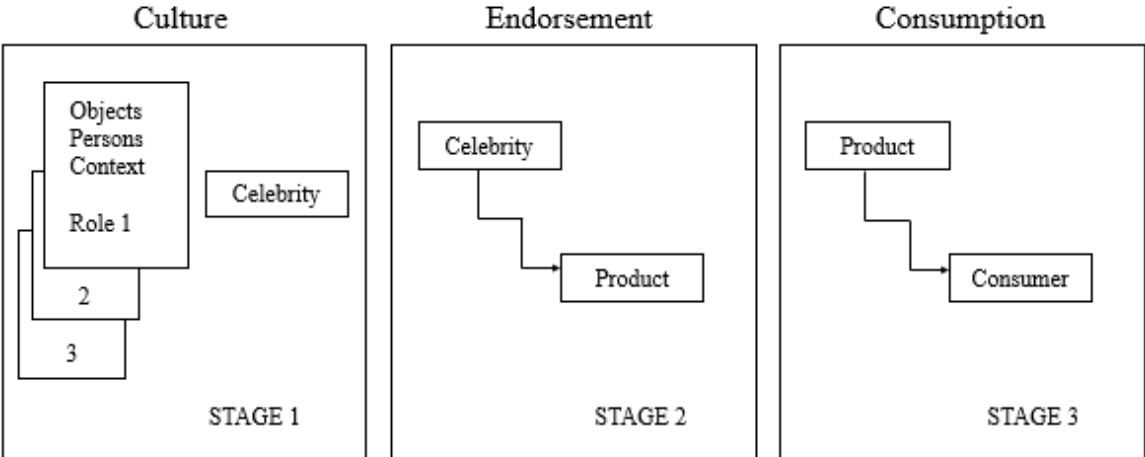 Culture
Objects
Persons
Context
Role 1
2
3
Celebrity
STAGE 1
Endorsement
Celebrity
Product
STAGE 2
Consumption
Product
Consumer
STAGE 3